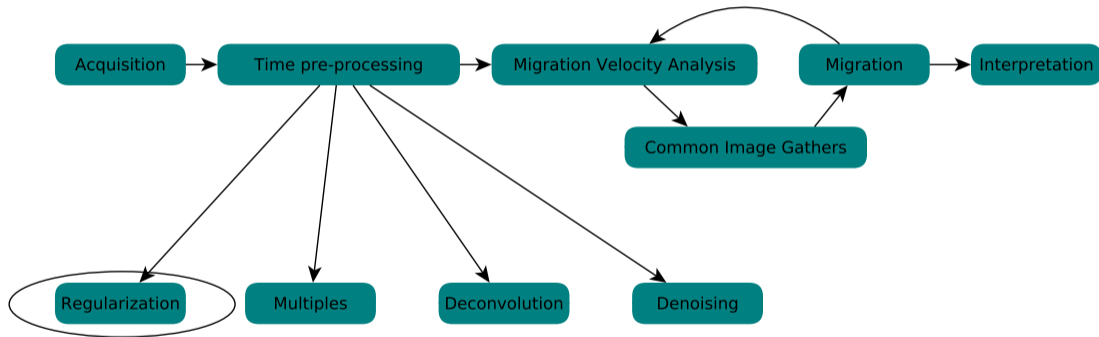 Acquisition
Time pre-processing
Migration Velocity Analysis
Migration
Interpretation
Common Image Gathers
Regularization
Multiples
Deconvolution
Denoising